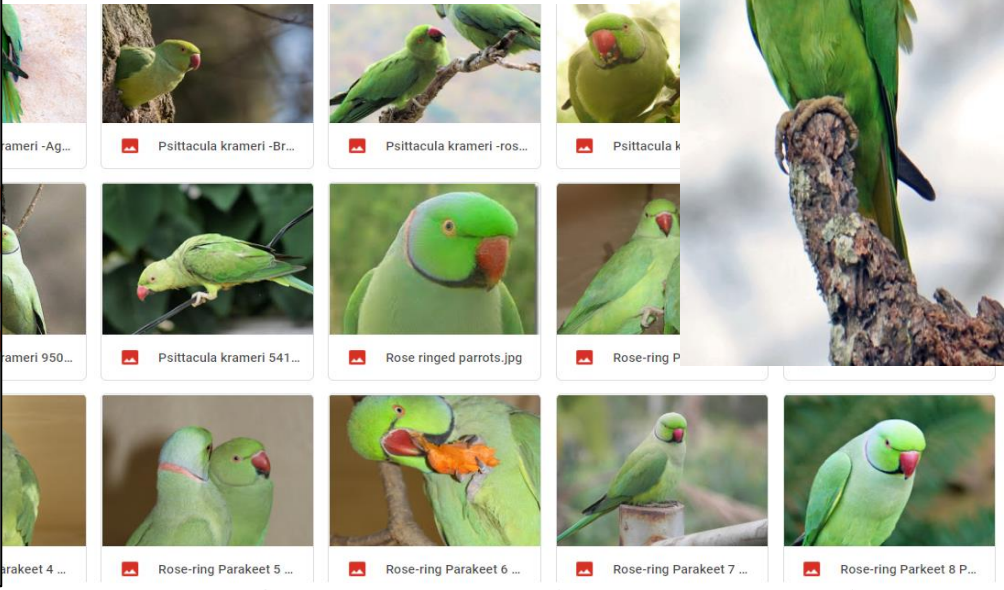 rameri -Ag...
Psittacula krameri -Br...
Psittacula krameri -ros...
Psittacula k
rameri 950...
Psittacula krameri 541...
Rose ringed parrots.jpg
Rose-ring P
arakeet 4 ...
Rose-ring Parakeet 5 ...
Rose-ring Parakeet 6 ...
Rose-ring Parakeet 7 ...
Rose-ring Parkeet 8 P...